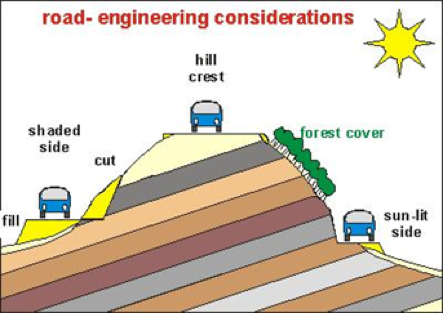 road- engineering considerations
hill
crest
shaded
side
forest cover
cut
fill
sun-lit
side